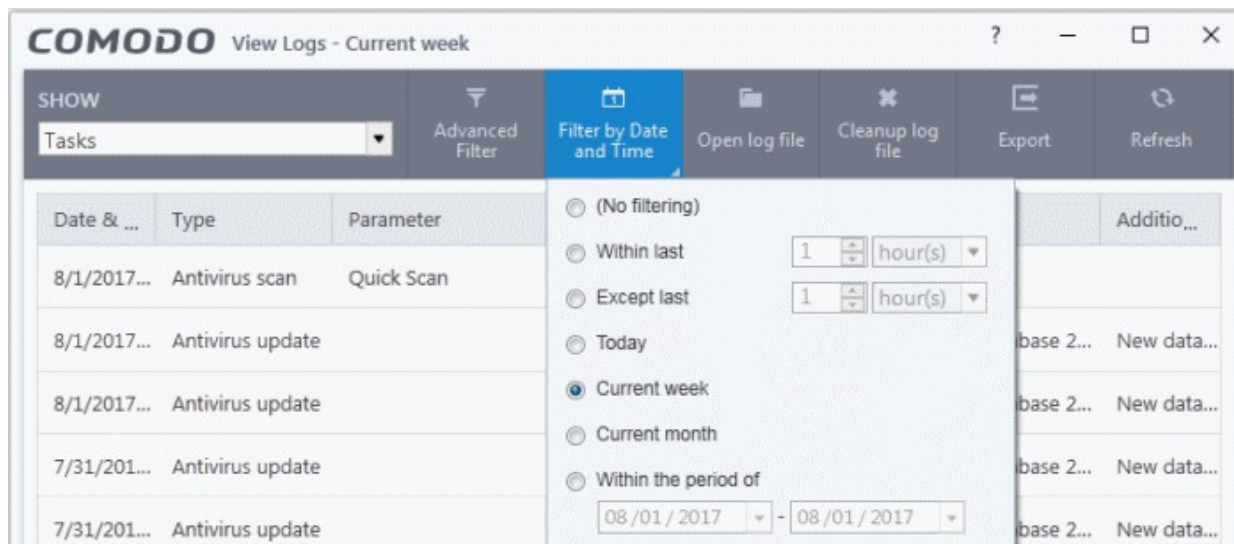 COMODO View Logs - Current week ?
SHOW
Tasks
Advanced Filter
Filter by Date and Time
Open log file
Cleanup log file
Export
Refresh
Date & ... Type Parameter Additio...
8/1/2017... Antivirus scan Quick Scan
8/1/2017... Antivirus update base 2... New data...
8/1/2017... Antivirus update base 2... New data...
7/31/201... Antivirus update base 2... New data...
7/31/201... Antivirus update base 2... New data...
(No filtering)
Within last 1 hour(s)
Except last 1 hour(s)
Today
Current week
Current month
Within the period of
08/01/2017 - 08/01/2017